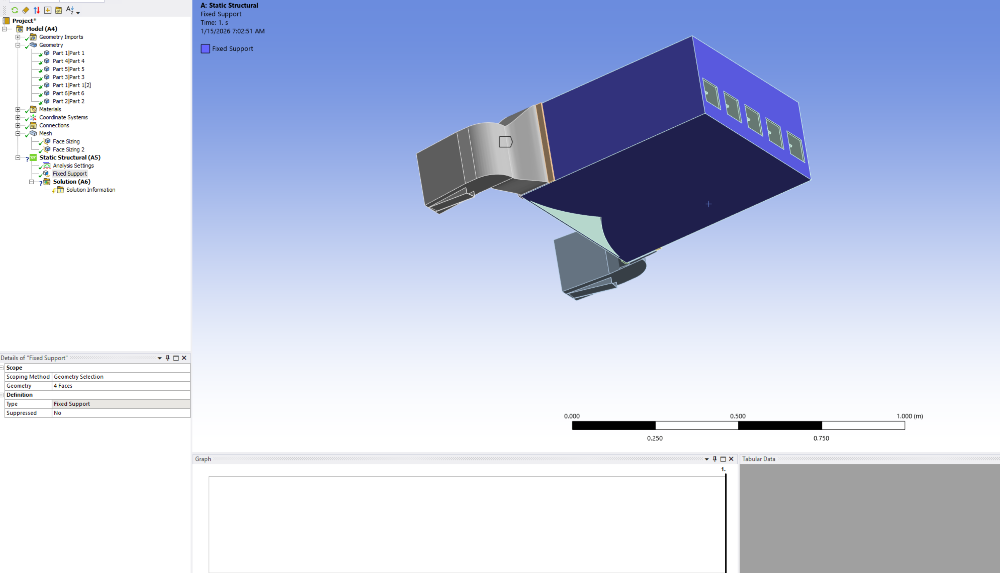 Project*
Model (A4)
Geometry Imports
Geometry
Part 1|Part 1
Part 4|Part 4
Part 5|Part 5
Part 3|Part 3
Part 1|Part 1[2]
Part 6|Part 6
Part 2|Part 2
Materials
Coordinate Systems
Connections
Mesh
Face Sizing
Face Sizing 2
Static Structural (A5)
Analysis Settings
Fixed Support
Solution (A6)
Solution Information
Details of "Fixed Support"
Scope
Scoping Method Geometry Selection
Geometry 4 Faces
Definition
Type Fixed Support
Suppressed No
A: Static Structural
Fixed Support
Time: 1. s
1/15/2026 7:02:51 AM
Fixed Support
0.000 0.500 1.000 (m)
0.250 0.750
Graph
1.
Tabular Data